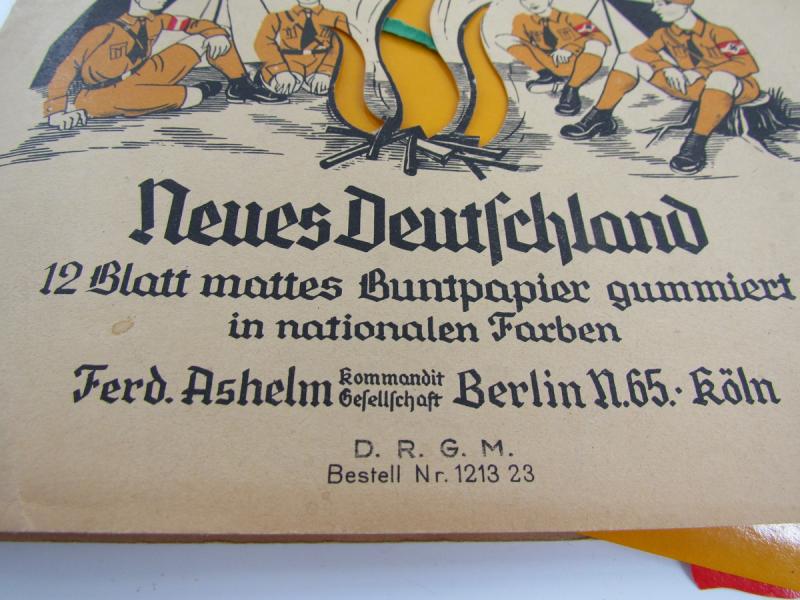 Neues Deutſchland
12 Blatt mattes Buntpapier gummiert
in nationalen Farben
Ferd. Ashelm Kommandit Geſellſchaft Berlin N.65.· Köln
D. R. G. M.
Bestell Nr. 1213 23